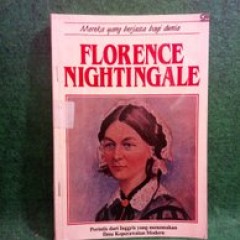 Mereka yang berjasa bagi dunia
FLORENCE
NIGHTINGALE
Perintis dari Inggris yang menemukan
Ilmu Keperawatan Modern